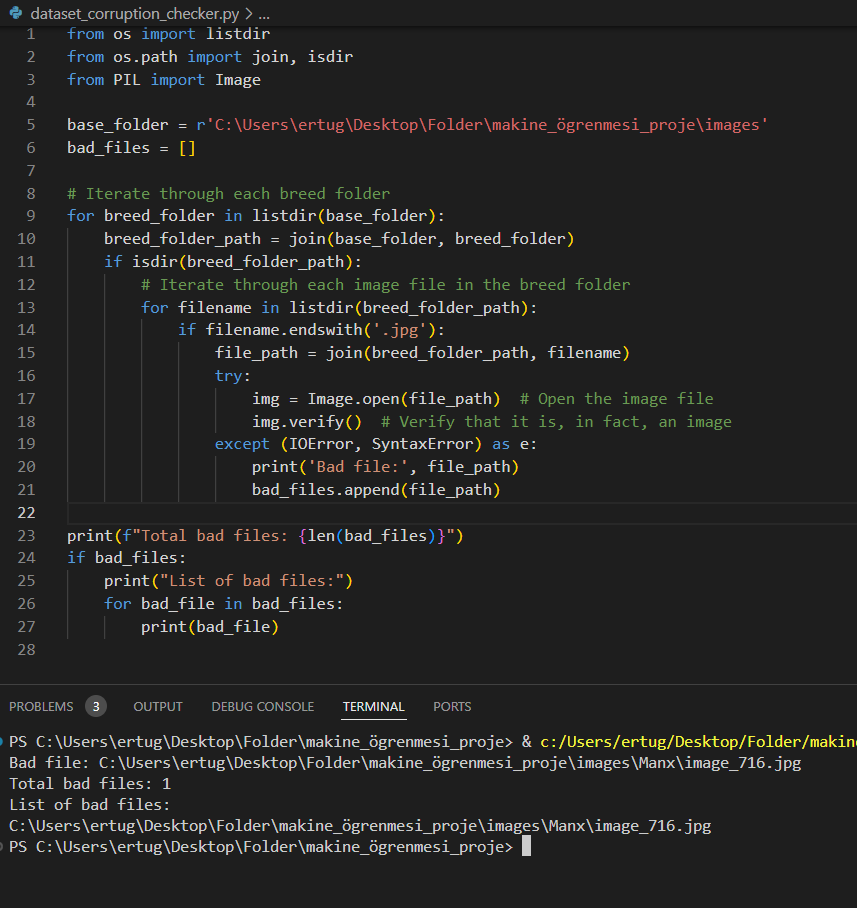 dataset_corruption_checker.py > ...
1 from os import listdir
2 from os.path import join, isdir
3 from PIL import Image
4
5 base_folder = r'C:\Users\ertug\Desktop\Folder\makine_ögrenmesi_proje\images'
6 bad_files = []
7
8 # Iterate through each breed folder
9 for breed_folder in listdir(base_folder):
10     breed_folder_path = join(base_folder, breed_folder)
11     if isdir(breed_folder_path):
12         # Iterate through each image file in the breed folder
13         for filename in listdir(breed_folder_path):
14             if filename.endswith('.jpg'):
15                 file_path = join(breed_folder_path, filename)
16                 try:
17                     img = Image.open(file_path)  # Open the image file
18                     img.verify()  # Verify that it is, in fact, an image
19                 except (IOError, SyntaxError) as e:
20                     print('Bad file:', file_path)
21                     bad_files.append(file_path)
22
23 print(f"Total bad files: {len(bad_files)}")
24 if bad_files:
25     print("List of bad files:")
26     for bad_file in bad_files:
27         print(bad_file)
28
PROBLEMS 3 OUTPUT DEBUG CONSOLE TERMINAL PORTS
PS C:\Users\ertug\Desktop\Folder\makine_ögrenmesi_proje> & c:/Users/ertug/Desktop/Folder/makin
Bad file: C:\Users\ertug\Desktop\Folder\makine_ögrenmesi_proje\images\Manx\image_716.jpg
Total bad files: 1
List of bad files:
C:\Users\ertug\Desktop\Folder\makine_ögrenmesi_proje\images\Manx\image_716.jpg
PS C:\Users\ertug\Desktop\Folder\makine_ögrenmesi_proje>